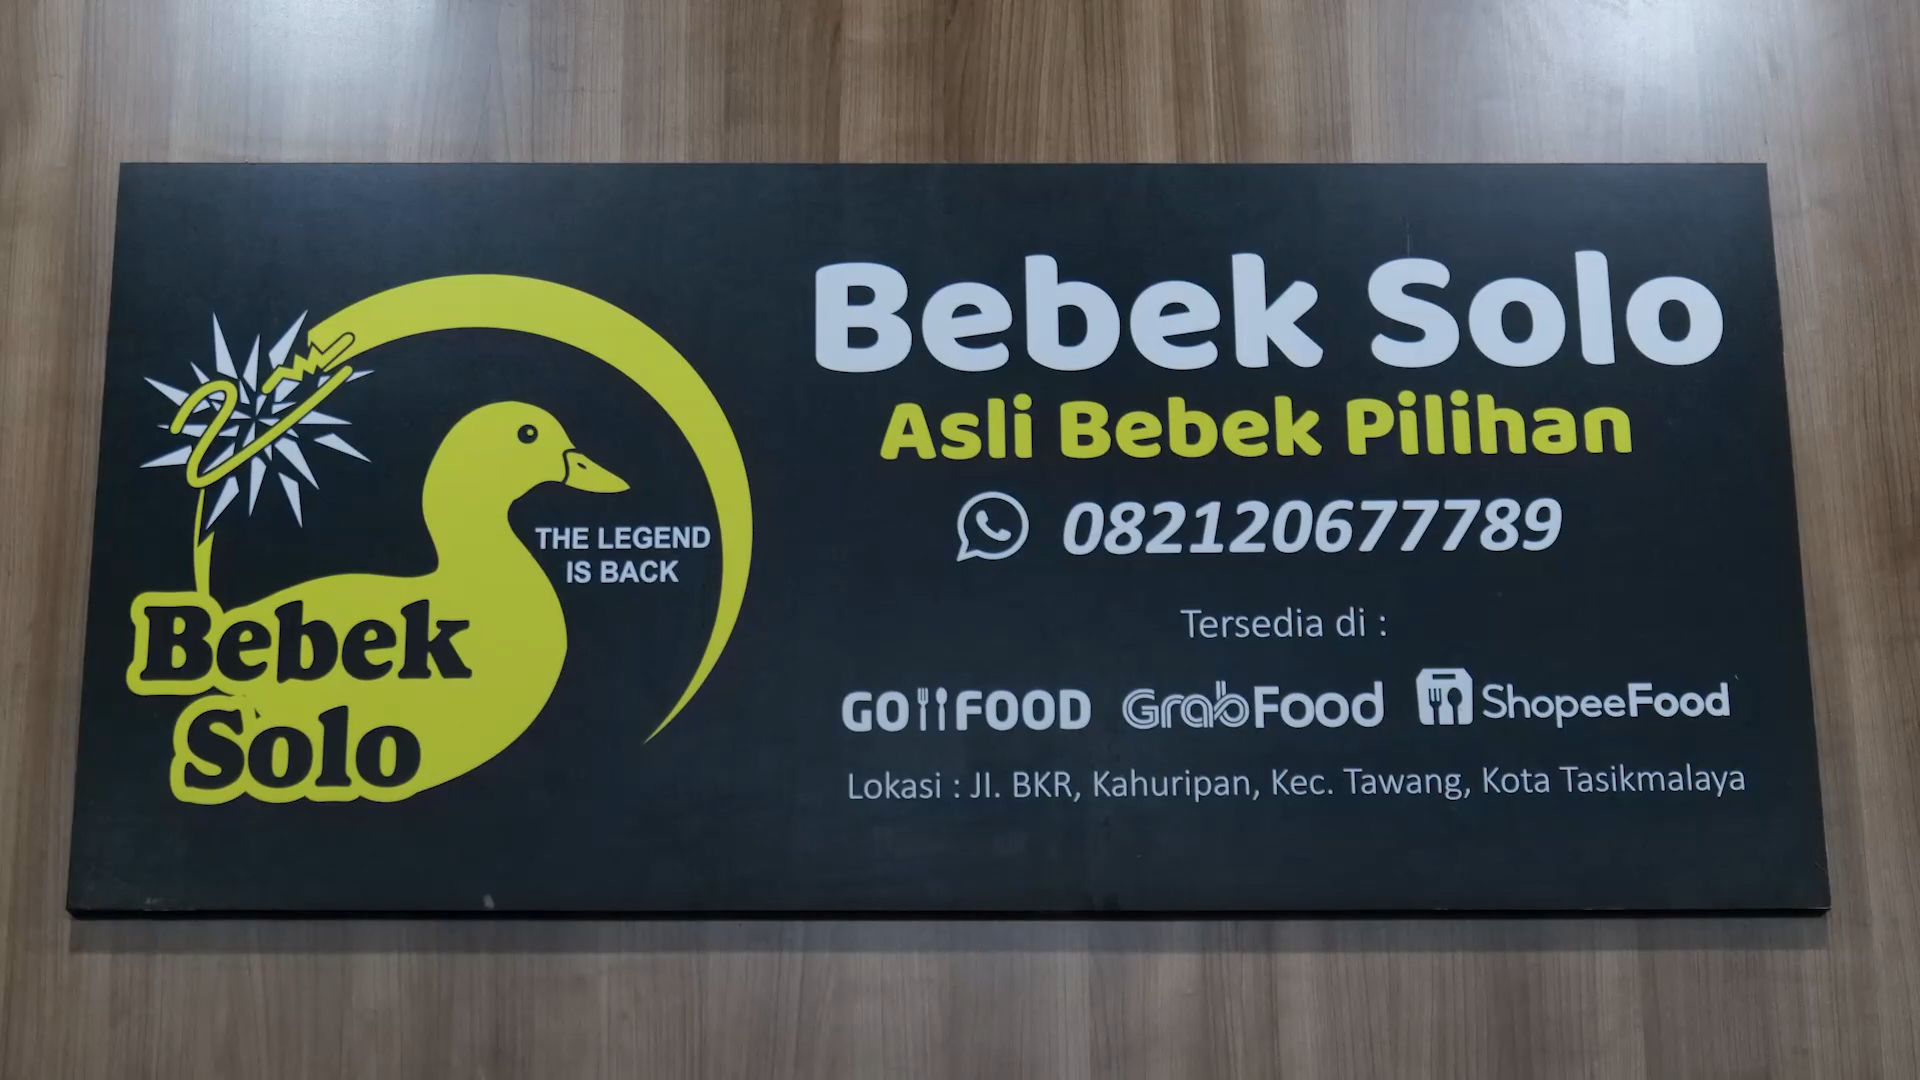 Bebek
Solo
THE LEGEND
IS BACK
Bebek Solo
Asli Bebek Pilihan
082120677789
Tersedia di :
GOFOOD GrabFood ShopeeFood
Lokasi : Jl. BKR, Kahuripan, Kec. Tawang, Kota Tasikmalaya